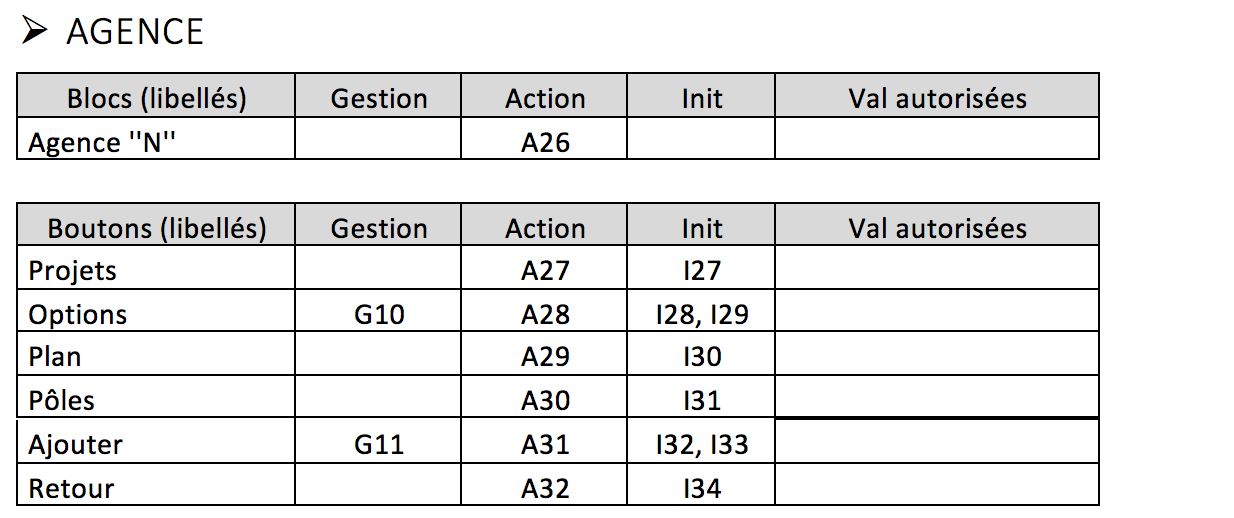 ➢ AGENCE
Blocs (libellés) Gestion Action Init Val autorisées
Agence "N" A26
Boutons (libellés) Gestion Action Init Val autorisées
Projets A27 I27
Options G10 A28 I28, I29
Plan A29 I30
Pôles A30 I31
Ajouter G11 A31 I32, I33
Retour A32 I34